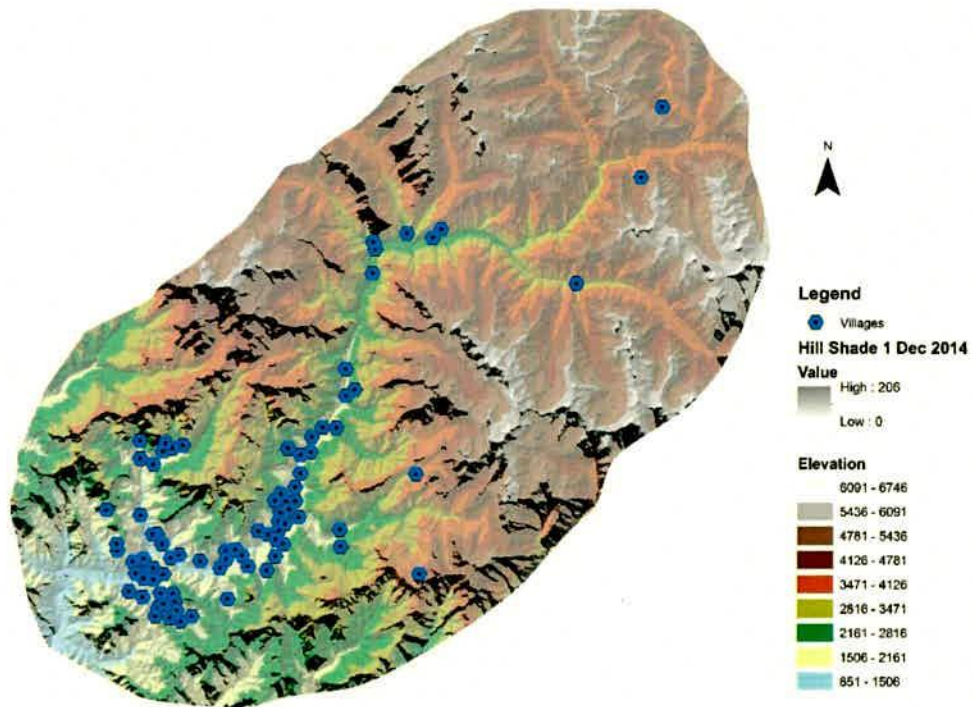 N
Legend
Villages
Hill Shade 1 Dec 2014
Value
High : 206
Low : 0
Elevation
6091 - 6746
5436 - 6091
4781 - 5436
4126 - 4781
3471 - 4126
2816 - 3471
2161 - 2816
1506 - 2161
851 - 1506